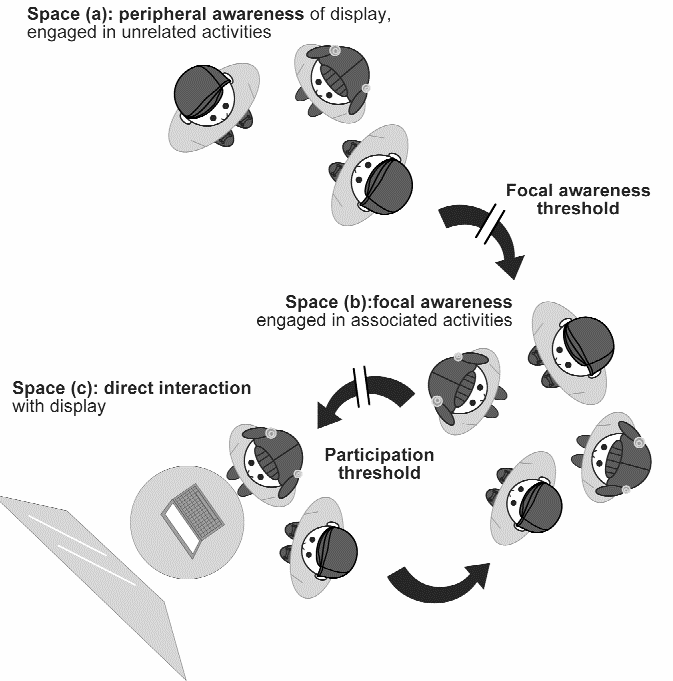 Space (a): peripheral awareness of display,
engaged in unrelated activities
Focal awareness
threshold
Space (b):focal awareness
engaged in associated activities
Space (c): direct interaction
with display
Participation
threshold